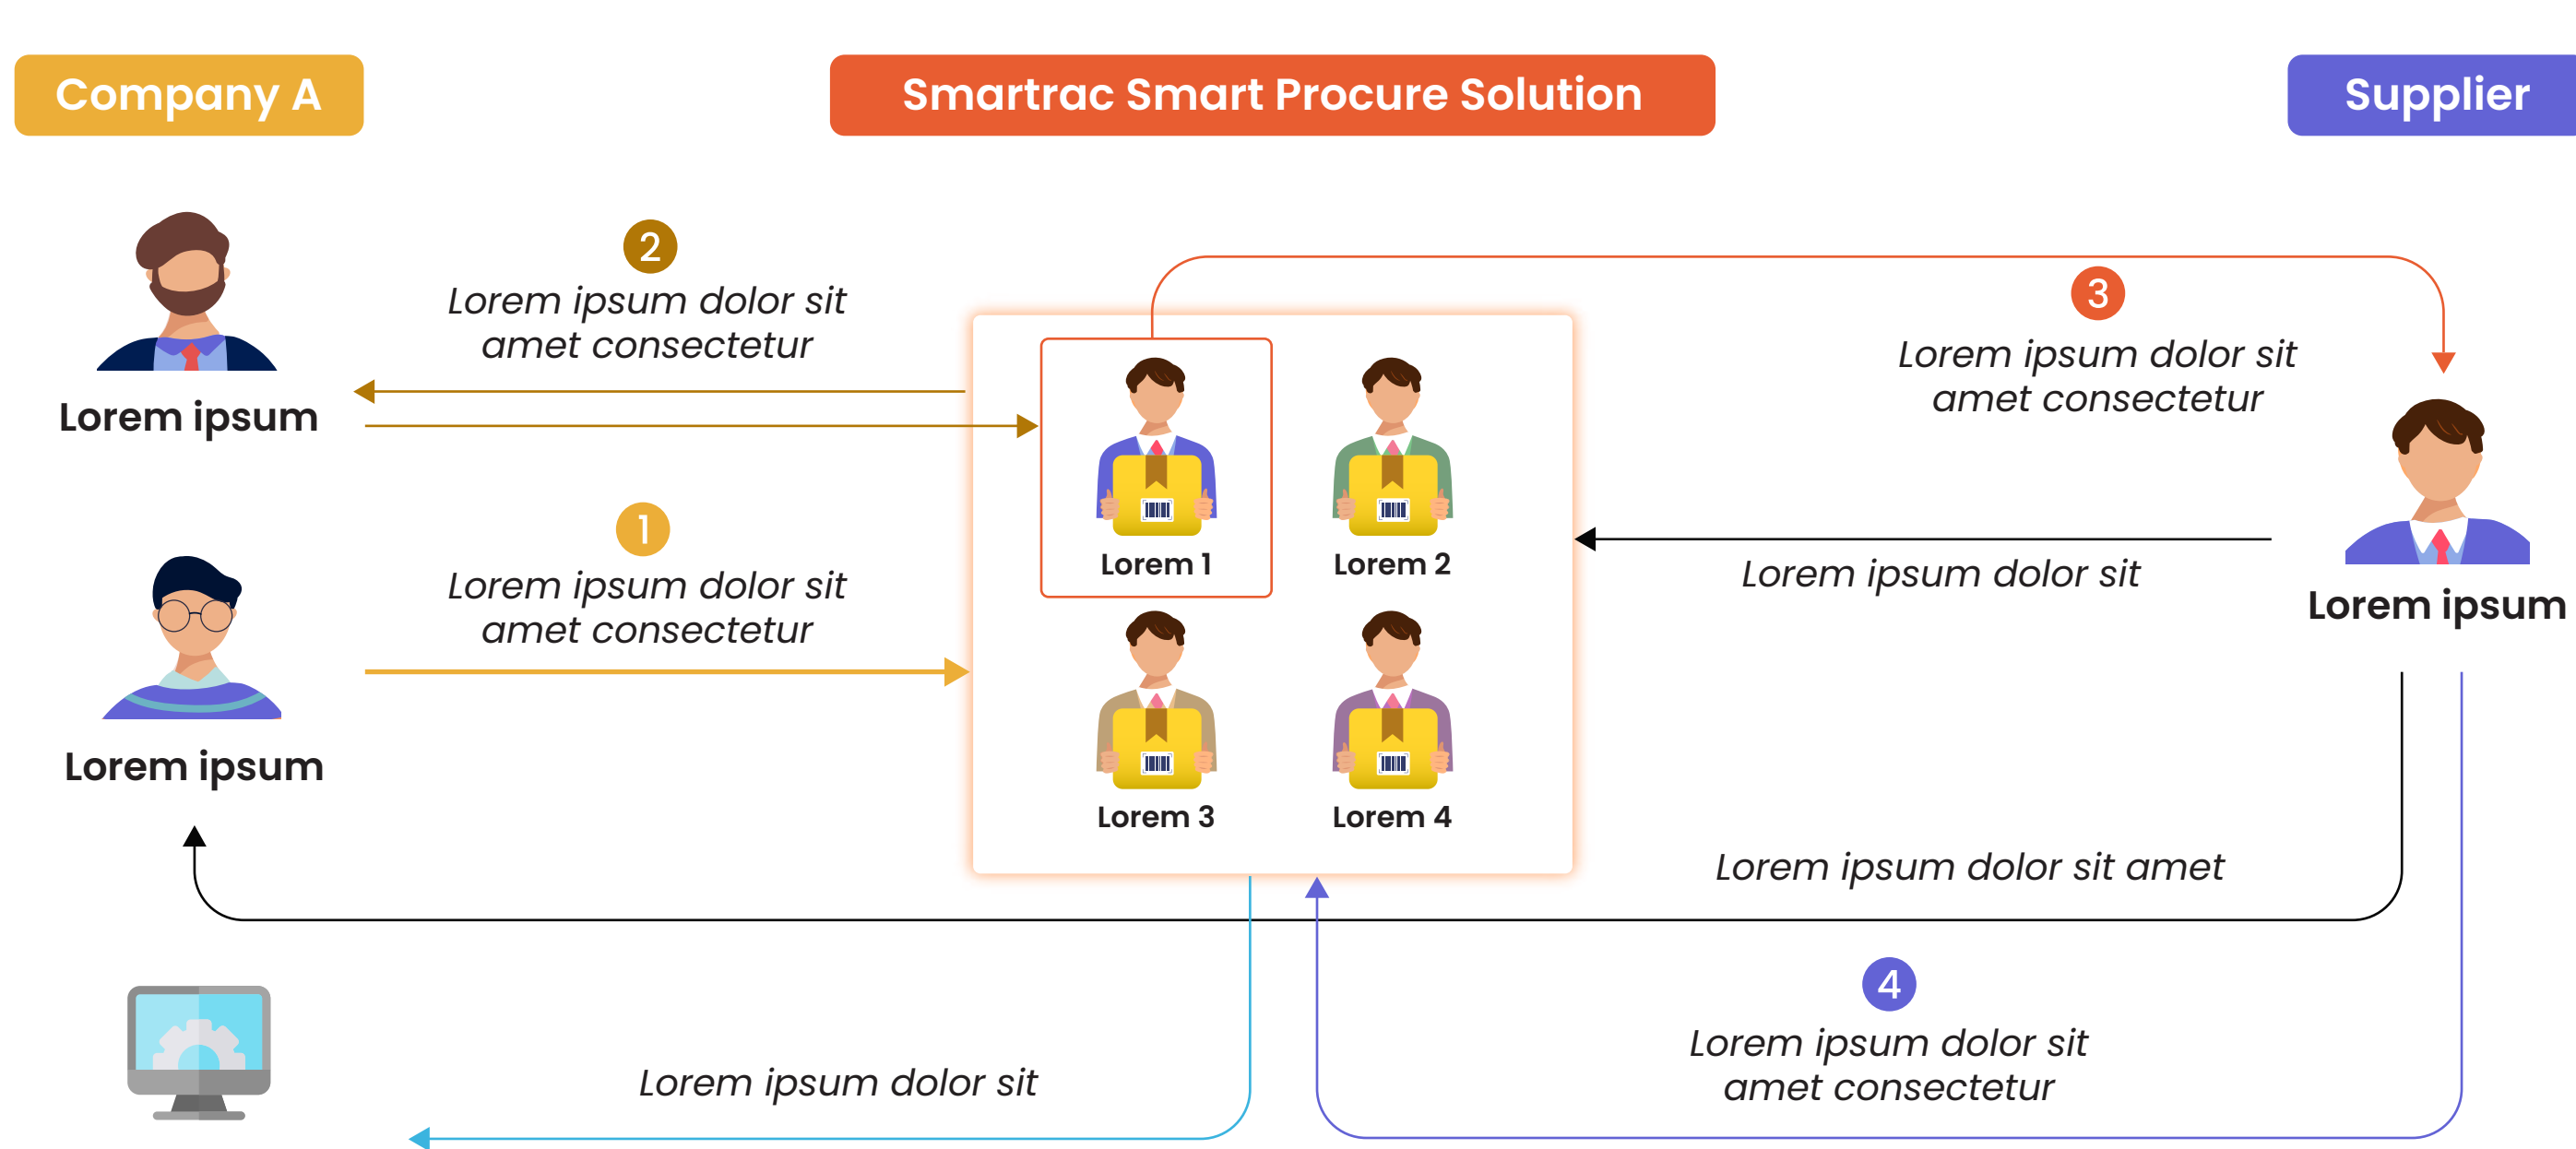 Company A
Smartrac Smart Procure Solution
Supplier
2
Lorem ipsum dolor sit
amet consectetur
3
Lorem ipsum dolor sit
amet consectetur
Lorem ipsum
1
Lorem ipsum dolor sit
amet consectetur
Lorem 1
Lorem 2
Lorem ipsum dolor sit
Lorem ipsum
Lorem ipsum
Lorem 3
Lorem 4
Lorem ipsum dolor sit amet
4
Lorem ipsum dolor sit
amet consectetur
Lorem ipsum dolor sit